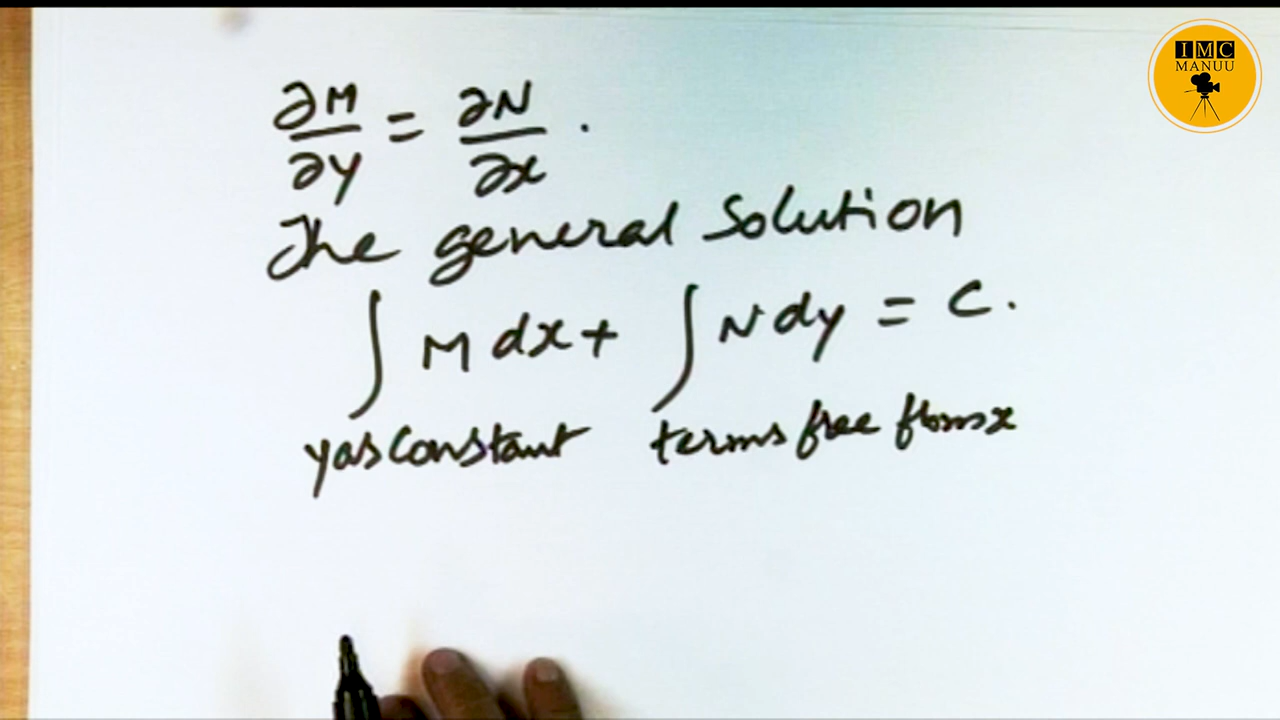 IMC
MANUU
∂M/∂y = ∂N/∂x .
The general solution
∫ M dx + ∫ N dy = c.
y as constant terms free from x